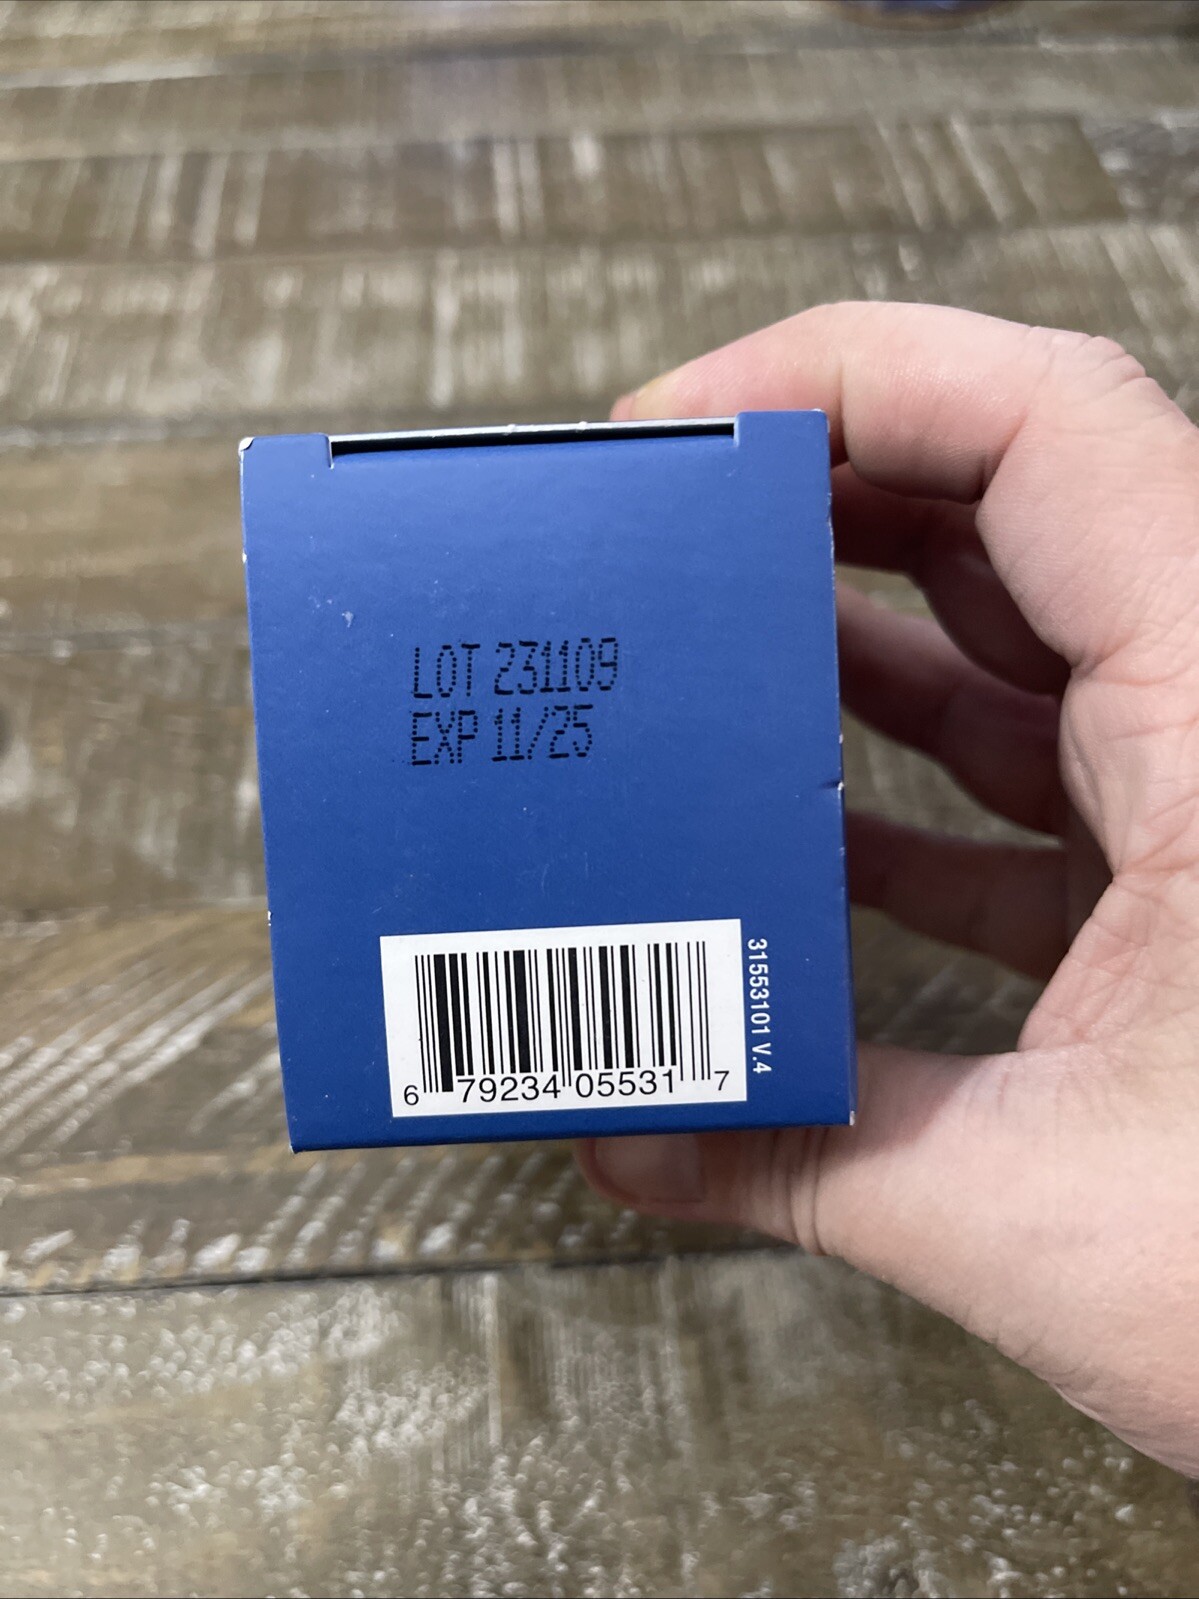 LOT 231109
EXP 11/25
31553101 V.4
6 79234 05531 7